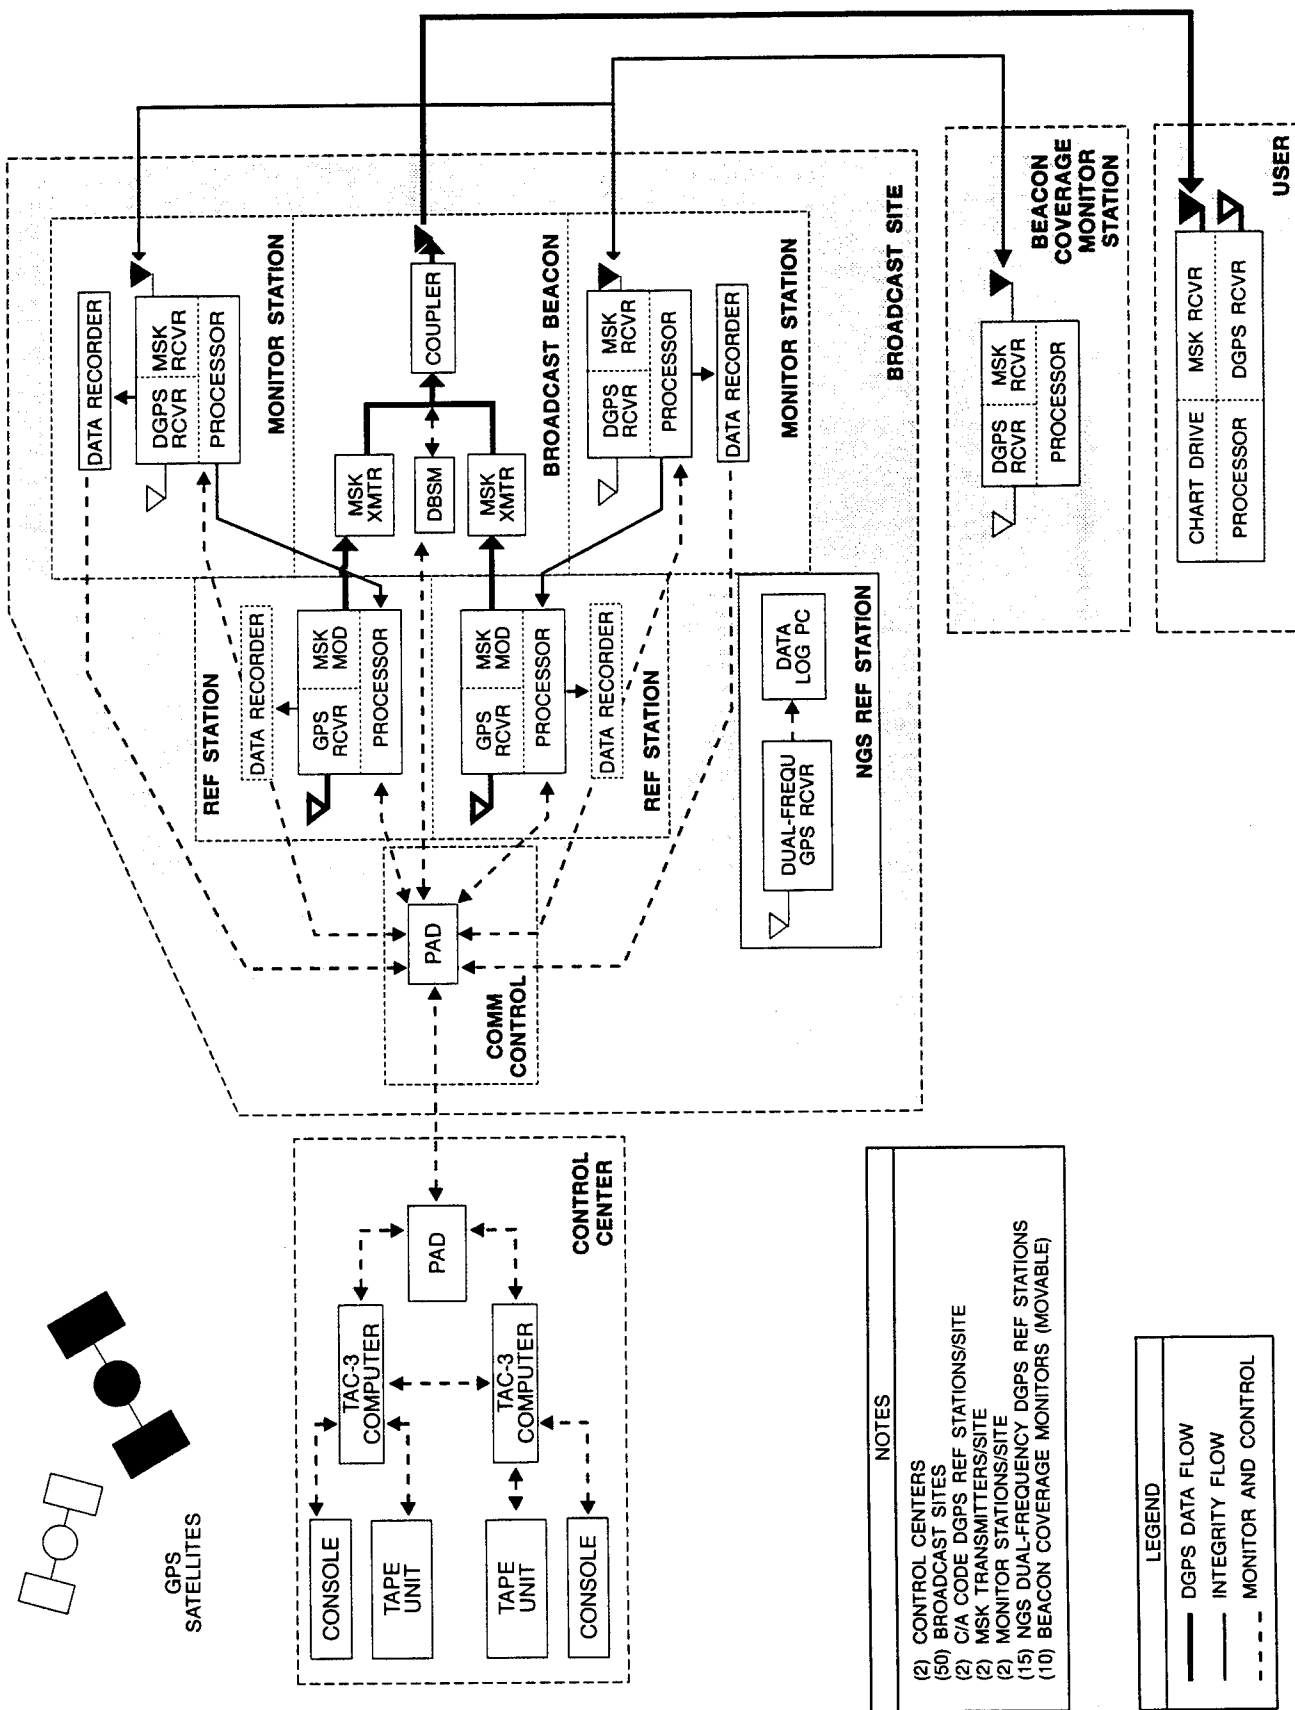 GPS
SATELLITES
CONSOLE
TAPE
UNIT
TAPE
UNIT
CONSOLE
TAC-3
COMPUTER
TAC-3
COMPUTER
PAD
CONTROL
CENTER
PAD
COMM
CONTROL
REF STATION
DATA RECORDER
GPS
RCVR
MSK
MOD
PROCESSOR
GPS
RCVR
MSK
MOD
PROCESSOR
DATA RECORDER
REF STATION
DATA RECORDER
DGPS
RCVR
MSK
RCVR
PROCESSOR
MONITOR STATION
MSK
XMTR
DBSM
MSK
XMTR
COUPLER
BROADCAST BEACON
DGPS
RCVR
MSK
RCVR
PROCESSOR
DATA RECORDER
MONITOR STATION
DUAL-FREQU
GPS RCVR
DATA
LOG PC
NGS REF STATION
BROADCAST SITE
DGPS
RCVR
MSK
RCVR
PROCESSOR
BEACON
COVERAGE
MONITOR
STATION
CHART DRIVE
MSK RCVR
PROCESSOR
DGPS RCVR
USER
NOTES
(2) CONTROL CENTERS
(50) BROADCAST SITES
(2) C/A CODE DGPS REF STATIONS/SITE
(2) MSK TRANSMITTERS/SITE
(2) MONITOR STATIONS/SITE
(15) NGS DUAL-FREQUENCY DGPS REF STATIONS
(10) BEACON COVERAGE MONITORS (MOVABLE)
LEGEND
DGPS DATA FLOW
INTEGRITY FLOW
MONITOR AND CONTROL